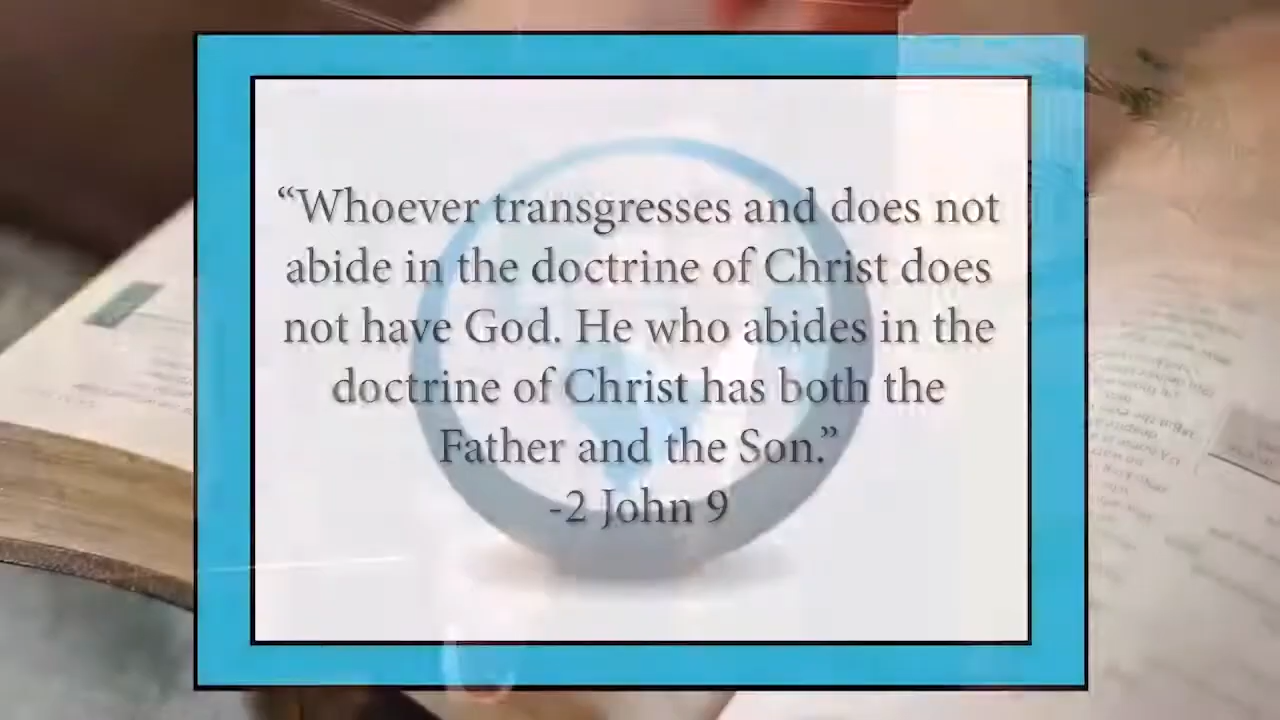 “Whoever transgresses and does not
abide in the doctrine of Christ does
not have God. He who abides in the
doctrine of Christ has both the
Father and the Son.”
-2 John 9